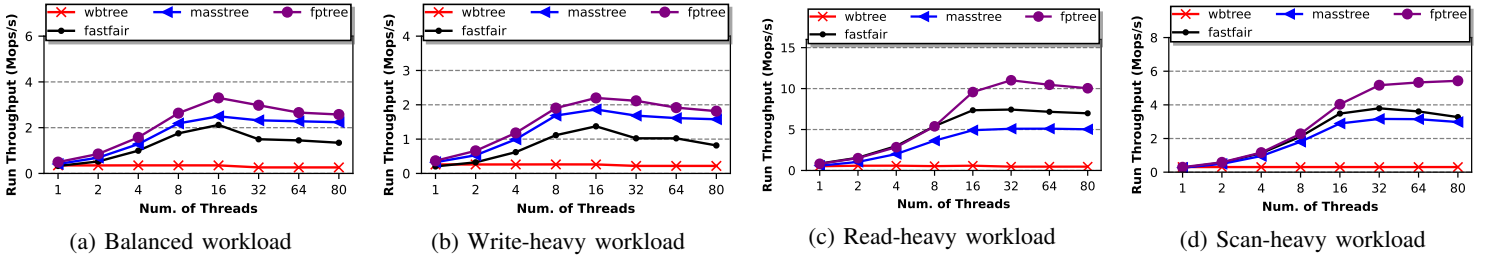 wbtree masstree fptree
fastfair
Run Throughput (Mops/s)
6
4
2
0
1 2 4 8 16 32 64 80
Num. of Threads
(a) Balanced workload
wbtree masstree fptree
fastfair
Run Throughput (Mops/s)
4
3
2
1
0
1 2 4 8 16 32 64 80
Num. of Threads
(b) Write-heavy workload
wbtree masstree fptree
fastfair
Run Throughput (Mops/s)
15
10
5
0
1 2 4 8 16 32 64 80
Num. of Threads
(c) Read-heavy workload
wbtree masstree fptree
fastfair
Run Throughput (Mops/s)
8
6
4
2
0
1 2 4 8 16 32 64 80
Num. of Threads
(d) Scan-heavy workload